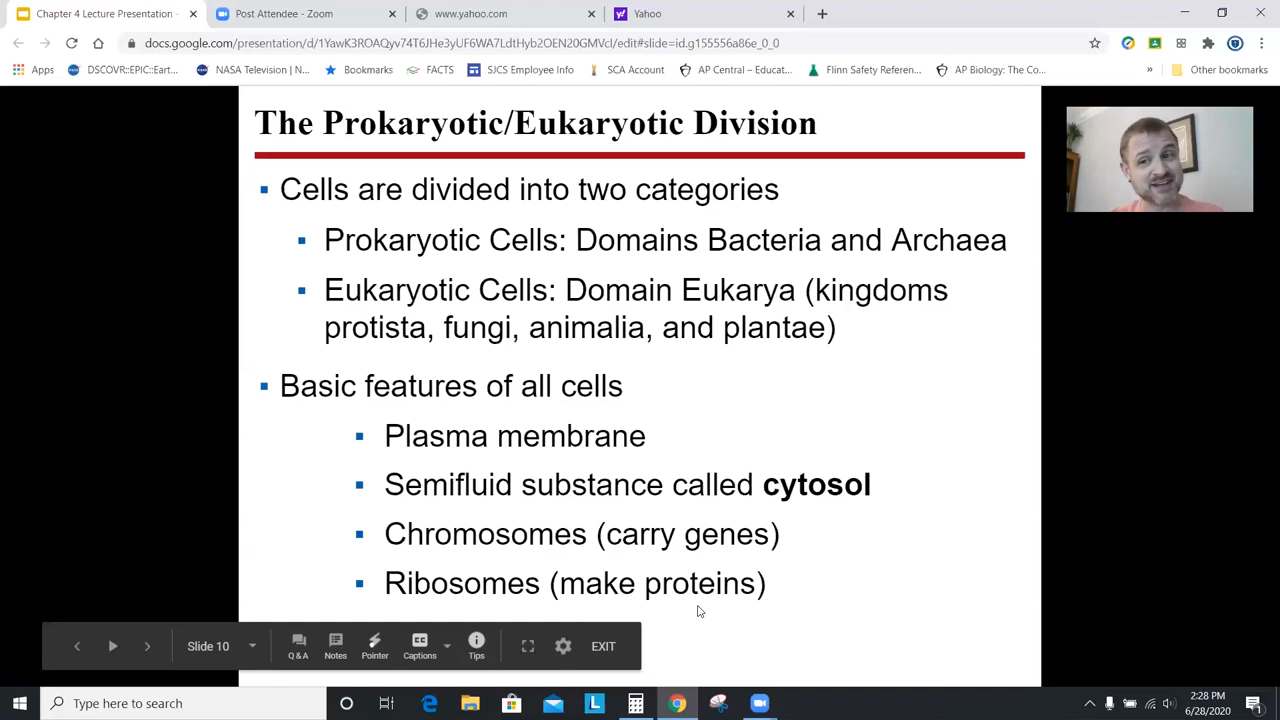 Chapter 4 Lecture Presentation -
Post Attendee - Zoom
www.yahoo.com
Yahoo
docs.google.com/presentation/d/
Apps
DSCOVR::EPIC::Eart...
NASA Television | N...
Bookmarks
FACTS
SJCS Employee Info
SCA Account
AP Central – Educat...
Flinn Safety Referen...
AP Biology: The Co...
»
Other bookmarks
The Prokaryotic/Eukaryotic Division
▪ Cells are divided into two categories
▪ Prokaryotic Cells: Domains Bacteria and Archaea
▪ Eukaryotic Cells: Domain Eukarya (kingdoms
protista, fungi, animalia, and plantae)
▪ Basic features of all cells
▪ Plasma membrane
▪ Semifluid substance called cytosol
▪ Chromosomes (carry genes)
▪ Ribosomes (make proteins)
Slide 10
Q & A
Notes
Pointer
CC
Captions
Tips
EXIT
Type here to search
2:28 PM
6/28/2020